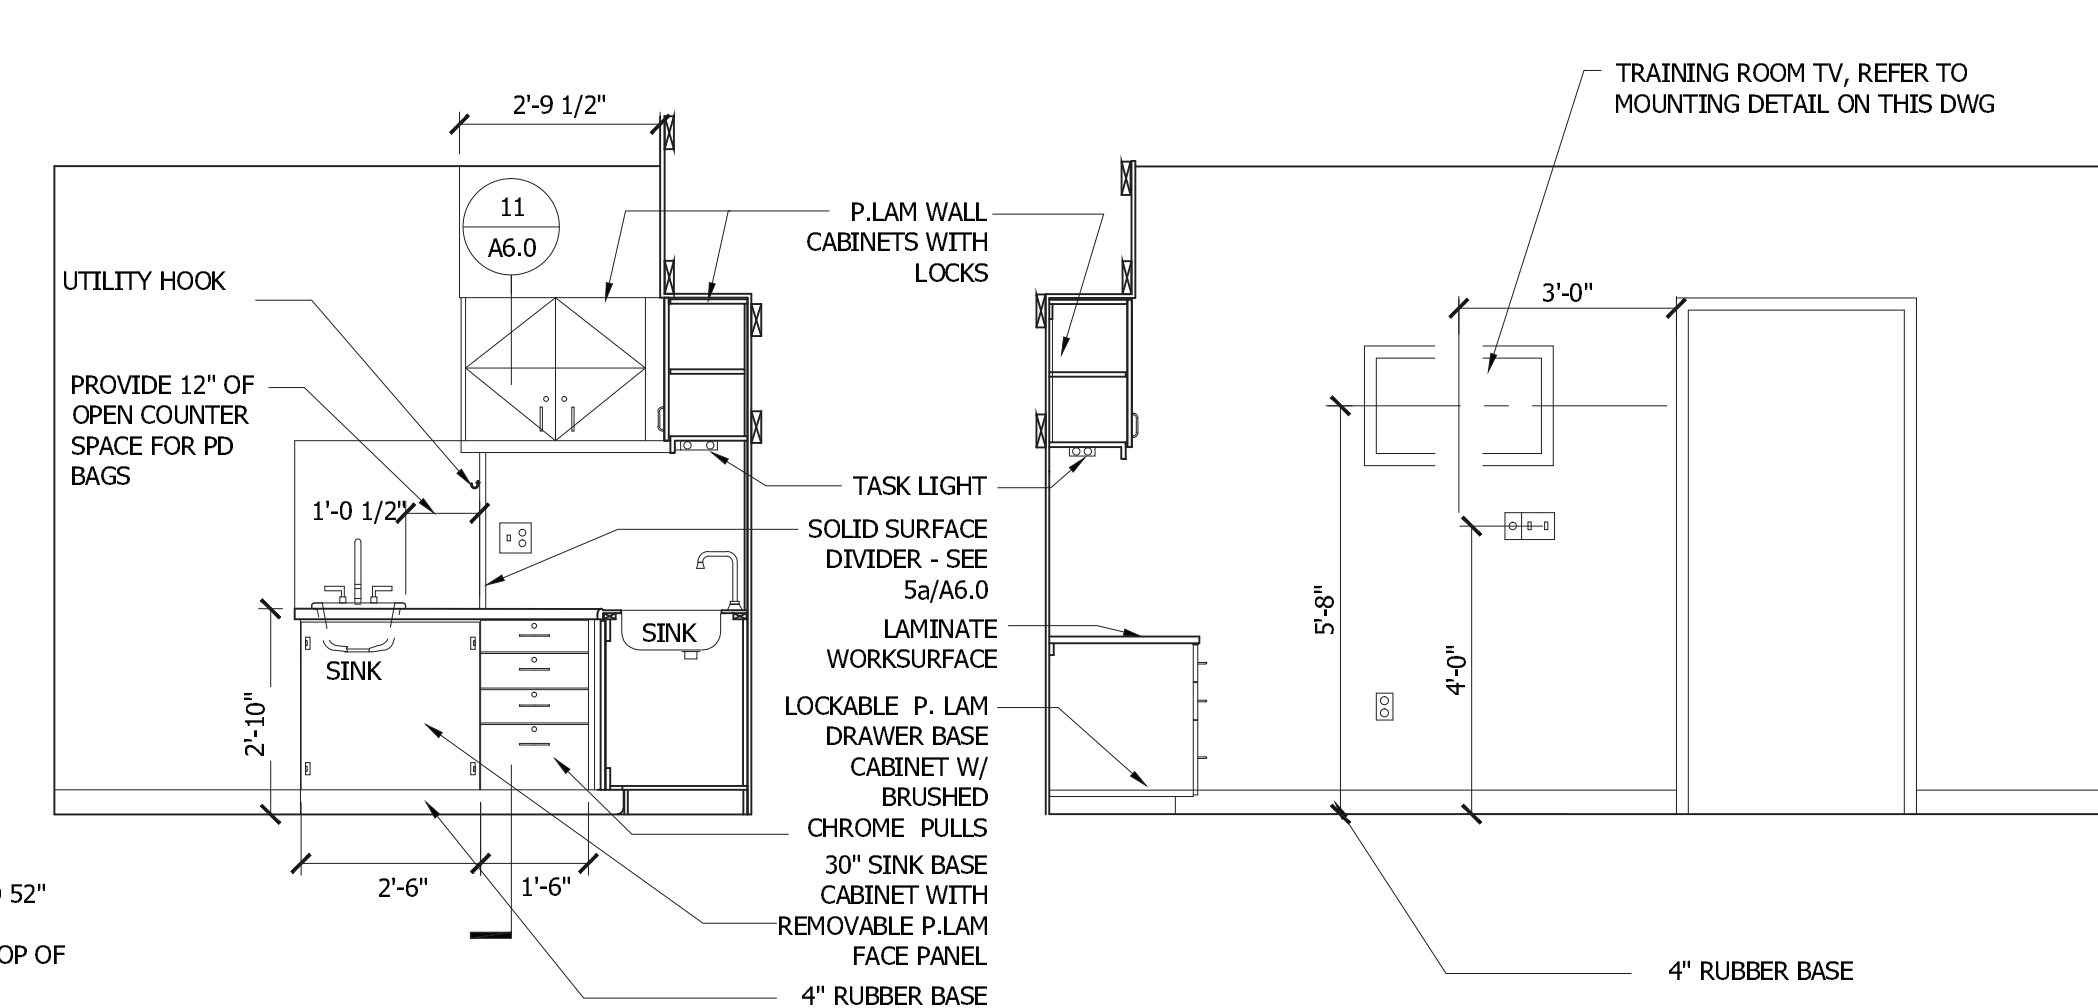 TRAINING ROOM TV, REFER TO
MOUNTING DETAIL ON THIS DWG
2'-9 1/2"
11
A6.0
P.LAM WALL
CABINETS WITH
LOCKS
UTILITY HOOK
3'-0"
PROVIDE 12" OF
OPEN COUNTER
SPACE FOR PD
BAGS
1'-0 1/2"
TASK LIGHT
SOLID SURFACE
DIVIDER - SEE
5a/A6.0
LAMINATE
WORKSURFACE
SINK
SINK
2'-10"
5'-8"
4'-0"
LOCKABLE P. LAM
DRAWER BASE
CABINET W/
BRUSHED
CHROME PULLS
30" SINK BASE
CABINET WITH
REMOVABLE P.LAM
FACE PANEL
2'-6"
1'-6"
52"
OP OF
4" RUBBER BASE
4" RUBBER BASE